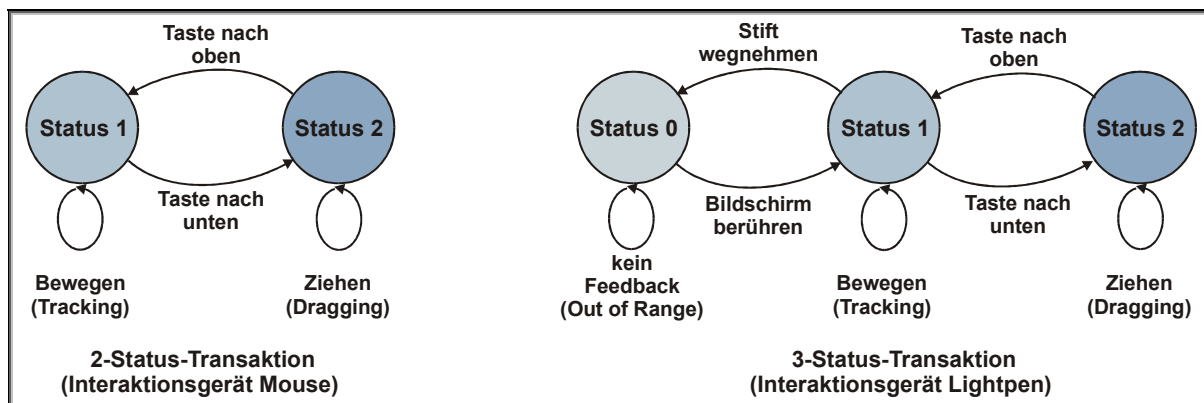 Taste nach
oben
Status 1
Status 2
Taste nach
unten
Bewegen
(Tracking)
Ziehen
(Dragging)
2-Status-Transaktion
(Interaktionsgerät Mouse)
Stift
wegnehmen
Taste nach
oben
Status 0
Status 1
Status 2
Bildschirm
berühren
Taste nach
unten
kein
Feedback
(Out of Range)
Bewegen
(Tracking)
Ziehen
(Dragging)
3-Status-Transaktion
(Interaktionsgerät Lightpen)